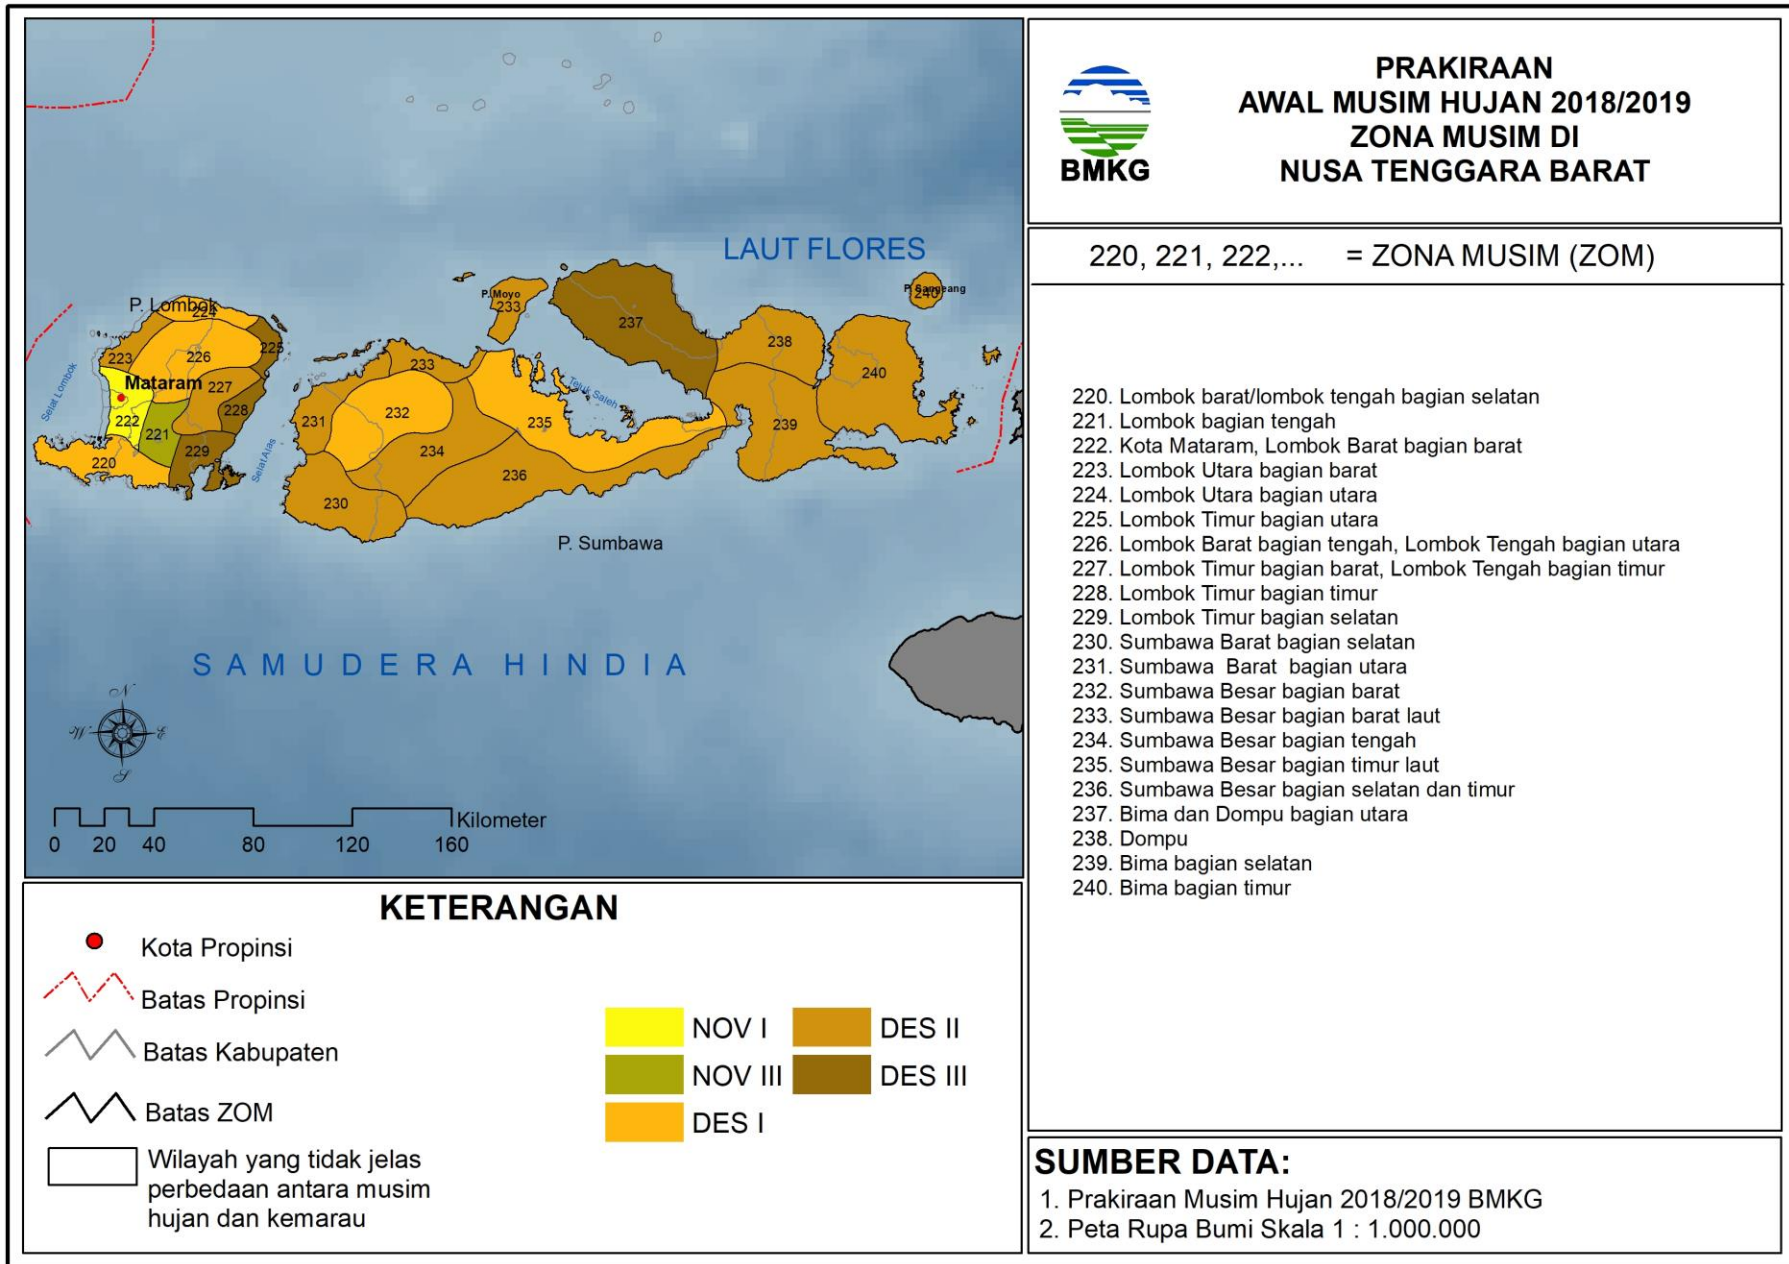 PRAKIRAAN
AWAL MUSIM HUJAN 2018/2019
ZONA MUSIM DI
NUSA TENGGARA BARAT
BMKG
220, 221, 222,... = ZONA MUSIM (ZOM)
220. Lombok barat/lombok tengah bagian selatan
221. Lombok bagian tengah
222. Kota Mataram, Lombok Barat bagian barat
223. Lombok Utara bagian barat
224. Lombok Utara bagian utara
225. Lombok Timur bagian utara
226. Lombok Barat bagian tengah, Lombok Tengah bagian utara
227. Lombok Timur bagian barat, Lombok Tengah bagian timur
228. Lombok Timur bagian timur
229. Lombok Timur bagian selatan
230. Sumbawa Barat bagian selatan
231. Sumbawa Barat bagian utara
232. Sumbawa Besar bagian barat
233. Sumbawa Besar bagian barat laut
234. Sumbawa Besar bagian tengah
235. Sumbawa Besar bagian timur laut
236. Sumbawa Besar bagian selatan dan timur
237. Bima dan Dompu bagian utara
238. Dompu
239. Bima bagian selatan
240. Bima bagian timur
SUMBER DATA:
1. Prakiraan Musim Hujan 2018/2019 BMKG
2. Peta Rupa Bumi Skala 1 : 1.000.000
LAUT FLORES
P. Sangeang
240
P. Moyo
233
P. Lombok
224
237
223
226
225
233
238
240
Mataram
227
Selat Lombok
Teluk Saleh
222
221
228
231
232
235
239
220
229
Selat Alas
234
236
230
P. Sumbawa
SAMUDERA HINDIA
N
W
E
S
Kilometer
0 20 40 80 120 160
KETERANGAN
Kota Propinsi
Batas Propinsi
Batas Kabupaten
Batas ZOM
Wilayah yang tidak jelas
perbedaan antara musim
hujan dan kemarau
NOV I
NOV III
DES I
DES II
DES III